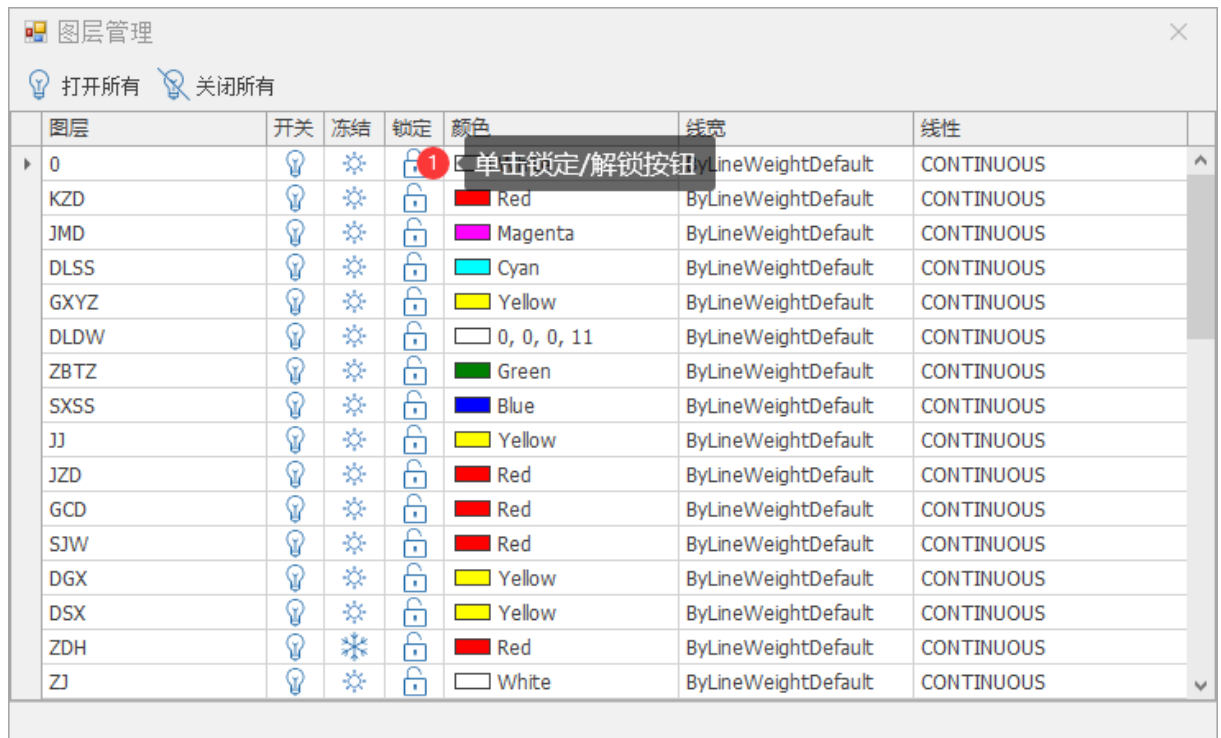 图层管理
打开所有 关闭所有
图层 开关 冻结 锁定 颜色 线宽 线性
0 1 单击锁定/解锁按钮 ByLineWeightDefault CONTINUOUS
KZD Red ByLineWeightDefault CONTINUOUS
JMD Magenta ByLineWeightDefault CONTINUOUS
DLSS Cyan ByLineWeightDefault CONTINUOUS
GXYZ Yellow ByLineWeightDefault CONTINUOUS
DLDW 0, 0, 0, 11 ByLineWeightDefault CONTINUOUS
ZBTZ Green ByLineWeightDefault CONTINUOUS
SXSS Blue ByLineWeightDefault CONTINUOUS
JJ Yellow ByLineWeightDefault CONTINUOUS
JZD Red ByLineWeightDefault CONTINUOUS
GCD Red ByLineWeightDefault CONTINUOUS
SJW Red ByLineWeightDefault CONTINUOUS
DGX Yellow ByLineWeightDefault CONTINUOUS
DSX Yellow ByLineWeightDefault CONTINUOUS
ZDH Red ByLineWeightDefault CONTINUOUS
ZJ White ByLineWeightDefault CONTINUOUS